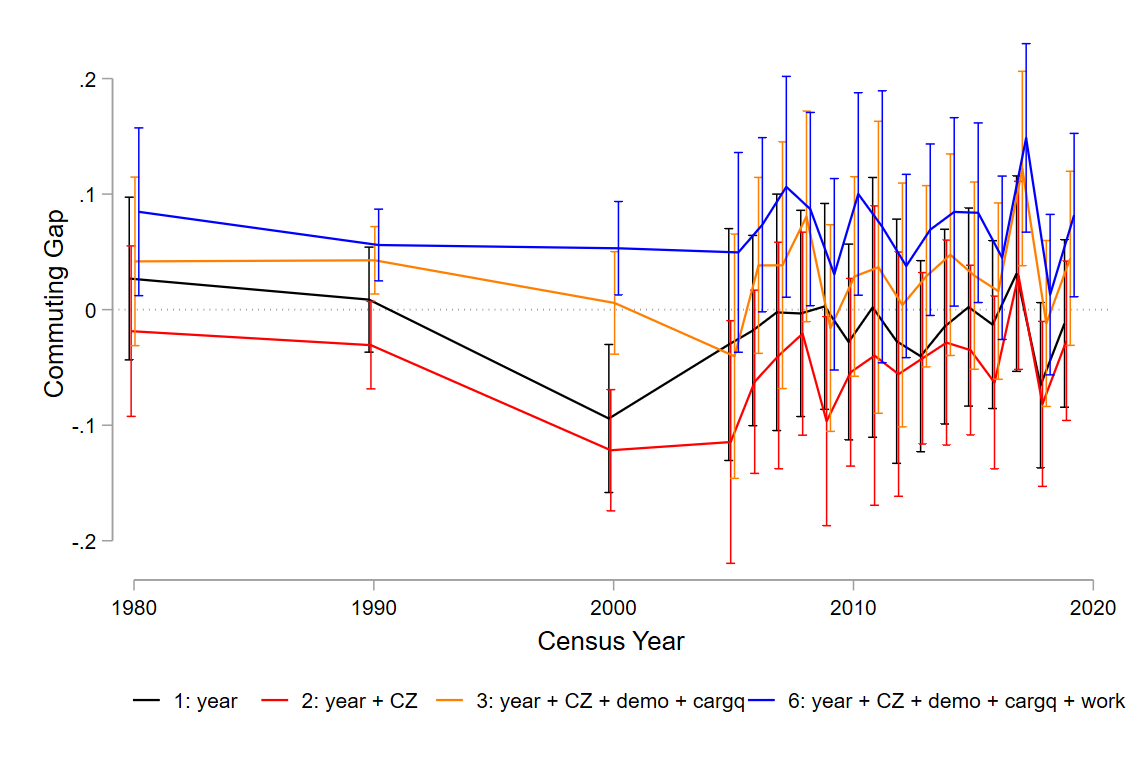 Commuting Gap
.2
.1
0
-.1
-.2
1980 1990 2000 2010 2020
Census Year
1: year 2: year + CZ 3: year + CZ + demo + cargq 6: year + CZ + demo + cargq + work